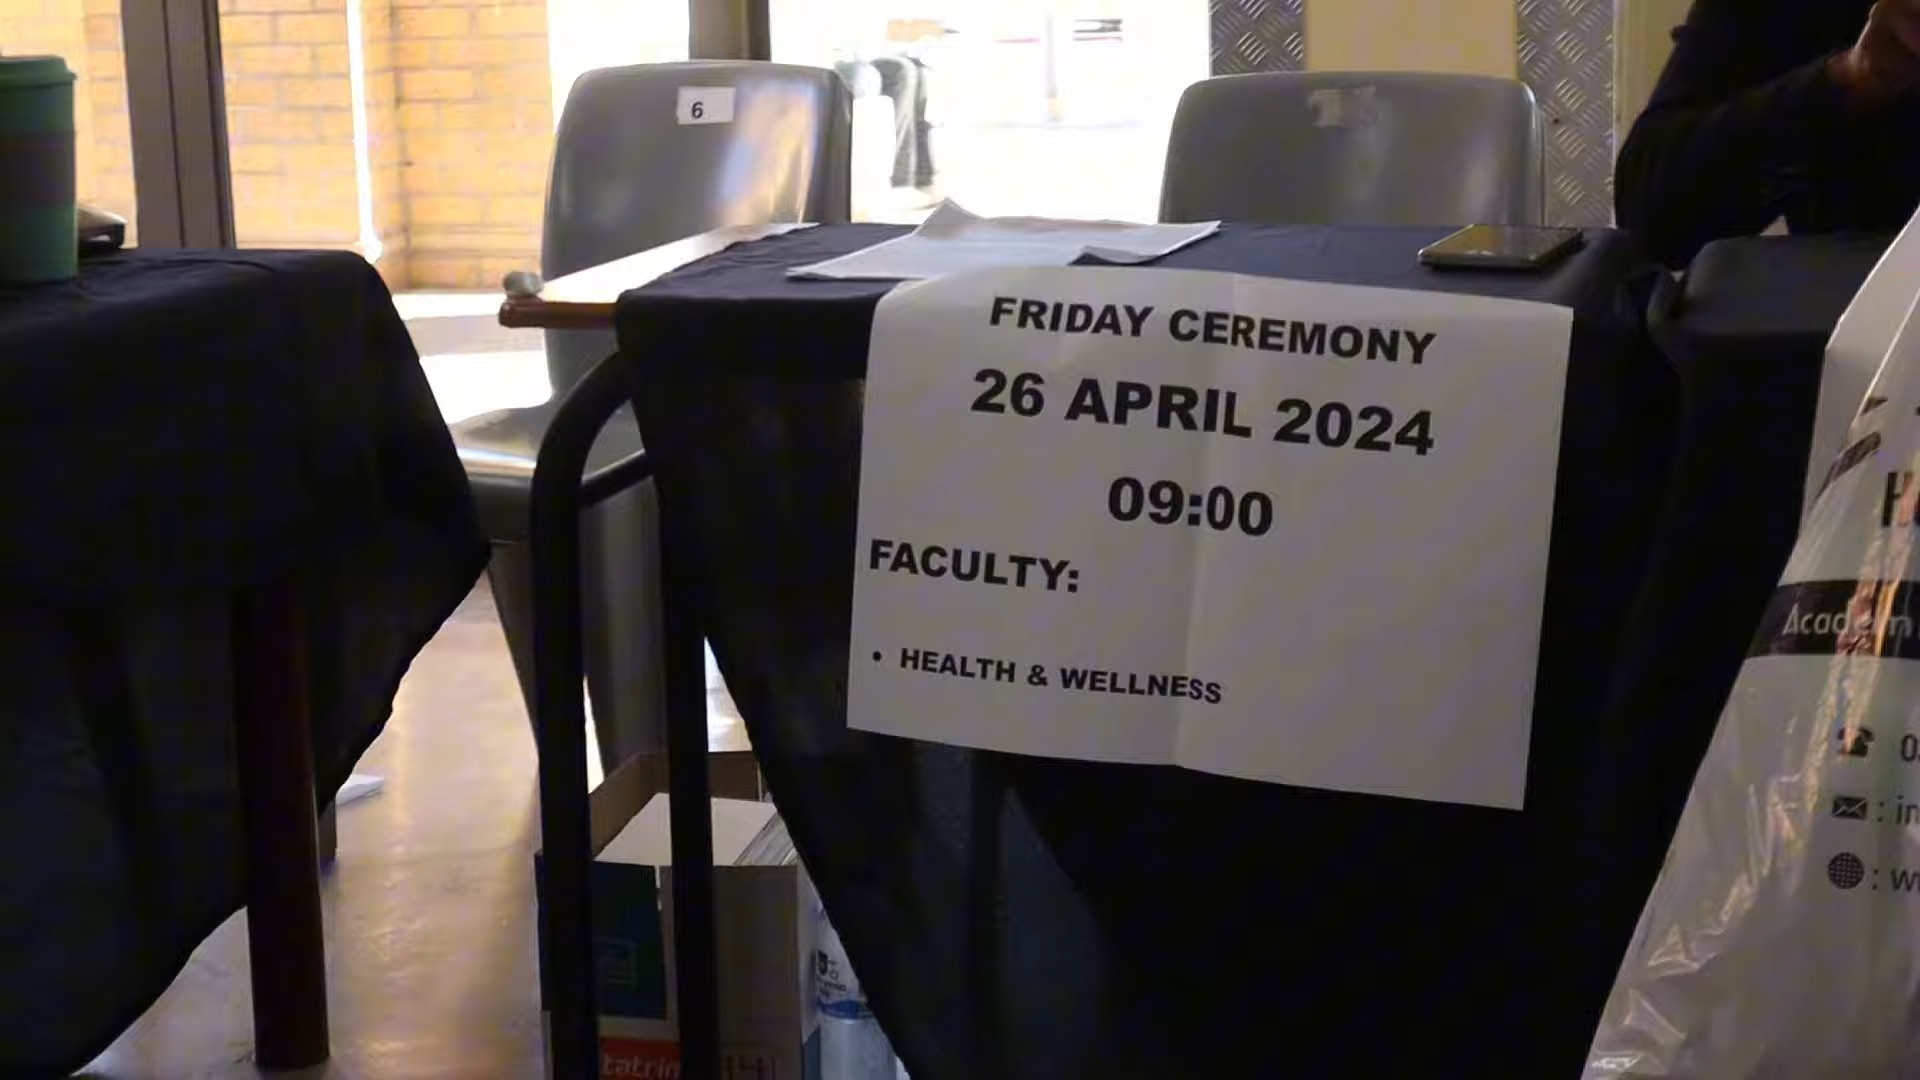 6
FRIDAY CEREMONY
26 APRIL 2024
09:00
FACULTY:
• HEALTH & WELLNESS